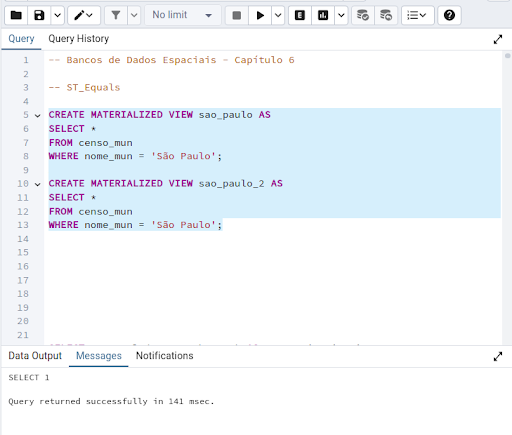 No limit
E
Query Query History
1 -- Bancos de Dados Espaciais - Capítulo 6
2
3 -- ST_Equals
4
5 CREATE MATERIALIZED VIEW sao_paulo AS
6 SELECT *
7 FROM censo_mun
8 WHERE nome_mun = 'São Paulo';
9
10 CREATE MATERIALIZED VIEW sao_paulo_2 AS
11 SELECT *
12 FROM censo_mun
13 WHERE nome_mun = 'São Paulo';
14
15
16
17
18
19
20
21
Data Output Messages Notifications
SELECT 1
Query returned successfully in 141 msec.